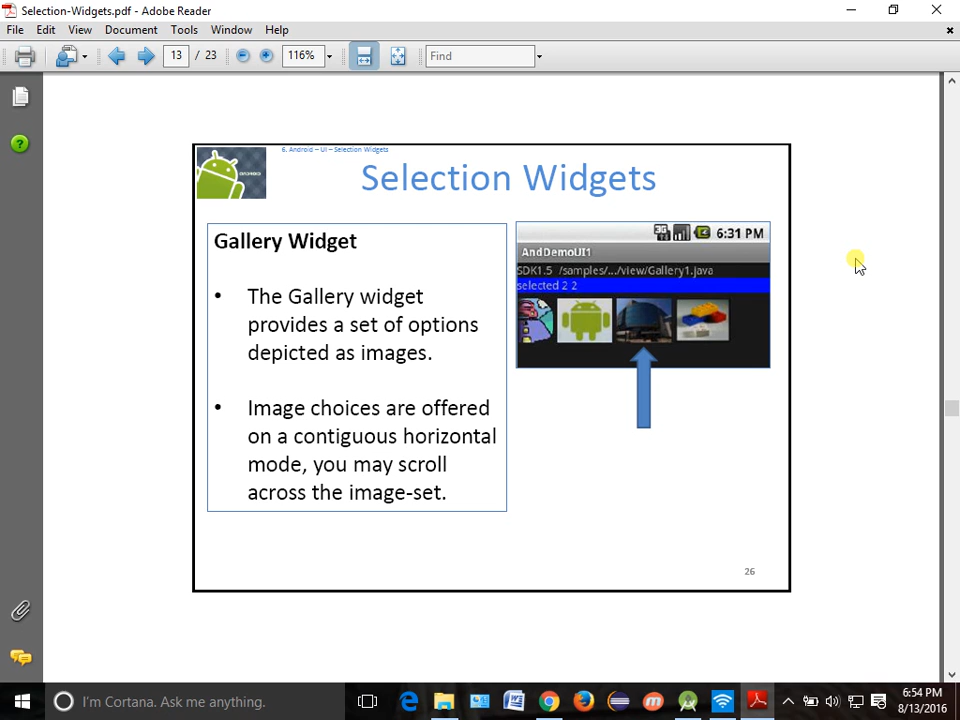 Selection-Widgets.pdf - Adobe Reader
File Edit View Document Tools Window Help
13 / 23 116% Find
6. Android – UI – Selection Widgets
ANDROID
Selection Widgets
Gallery Widget
• The Gallery widget
provides a set of options
depicted as images.
• Image choices are offered
on a contiguous horizontal
mode, you may scroll
across the image-set.
3G 6:31 PM
AndDemoUI1
SDK1.5 /samples/.../view/Gallery1.java
selected 2 2
26
I'm Cortana. Ask me anything.
6:54 PM
8/13/2016